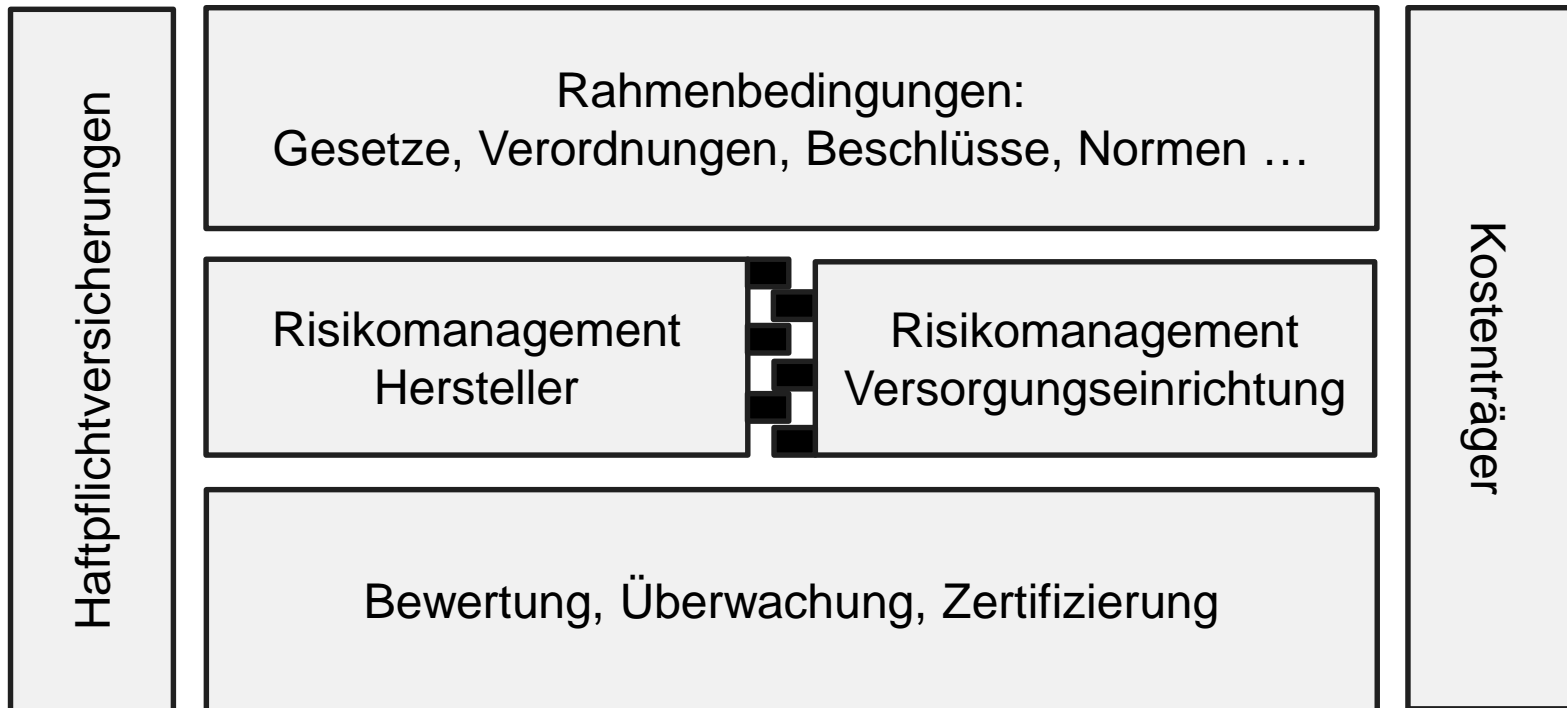 Haftpflichtversicherungen
Rahmenbedingungen:
Gesetze, Verordnungen, Beschlüsse, Normen …
Risikomanagement
Hersteller
Risikomanagement
Versorgungseinrichtung
Bewertung, Überwachung, Zertifizierung
Kostenträger